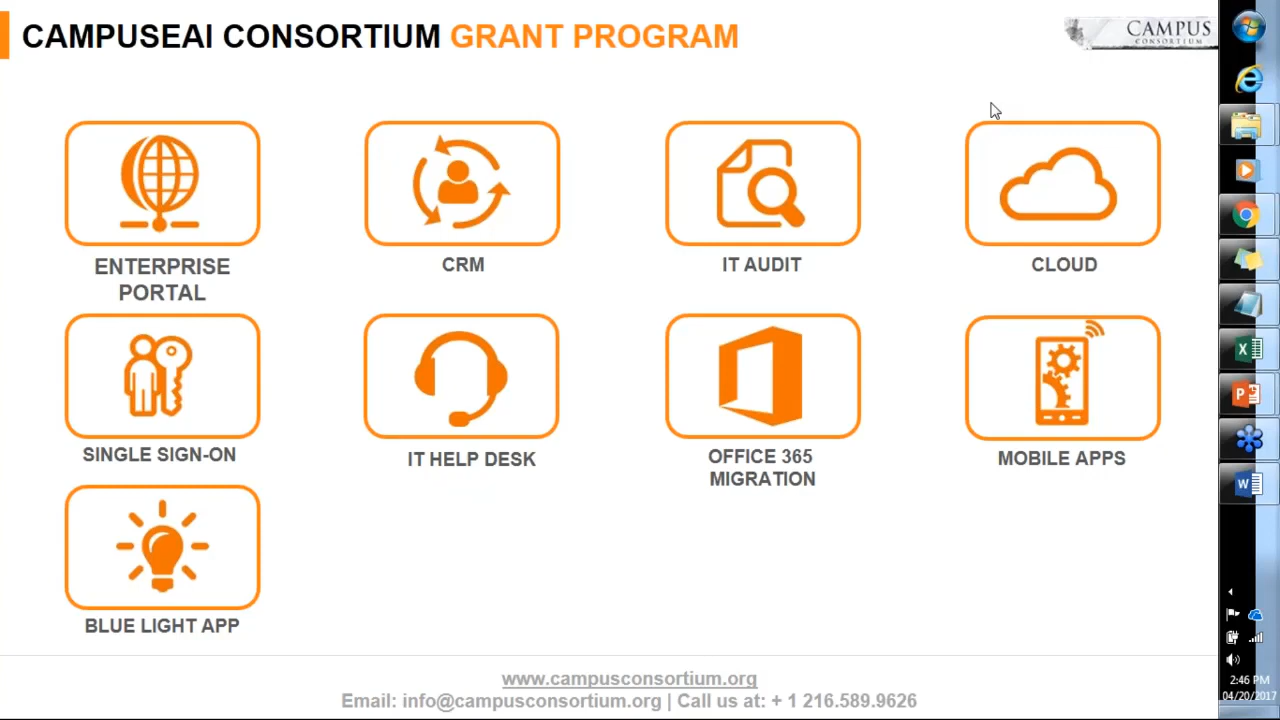 CAMPUSEAI CONSORTIUM GRANT PROGRAM
CAMPUS
CONSORTIUM
ENTERPRISE
PORTAL
CRM
IT AUDIT
CLOUD
SINGLE SIGN-ON
IT HELP DESK
OFFICE 365
MIGRATION
MOBILE APPS
BLUE LIGHT APP
www.campusconsortium.org
Email: info@campusconsortium.org | Call us at: + 1 216.589.9626
2:46 PM
04/20/2017